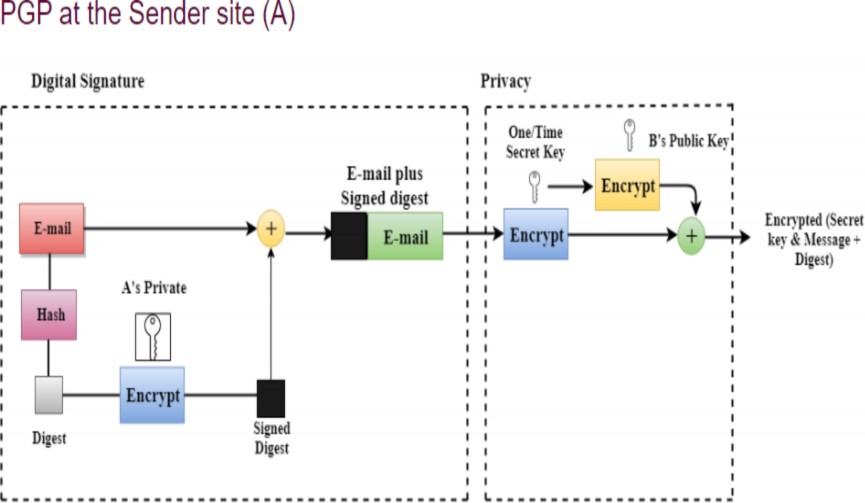 PGP at the Sender site (A)
Digital Signature
Privacy
One/Time
Secret Key
B's Public Key
E-mail plus
Signed digest
Encrypt
E-mail
E-mail
Encrypt
Encrypted (Secret
key & Message +
Digest)
+
+
A's Private
Hash
Encrypt
Digest
Signed
Digest